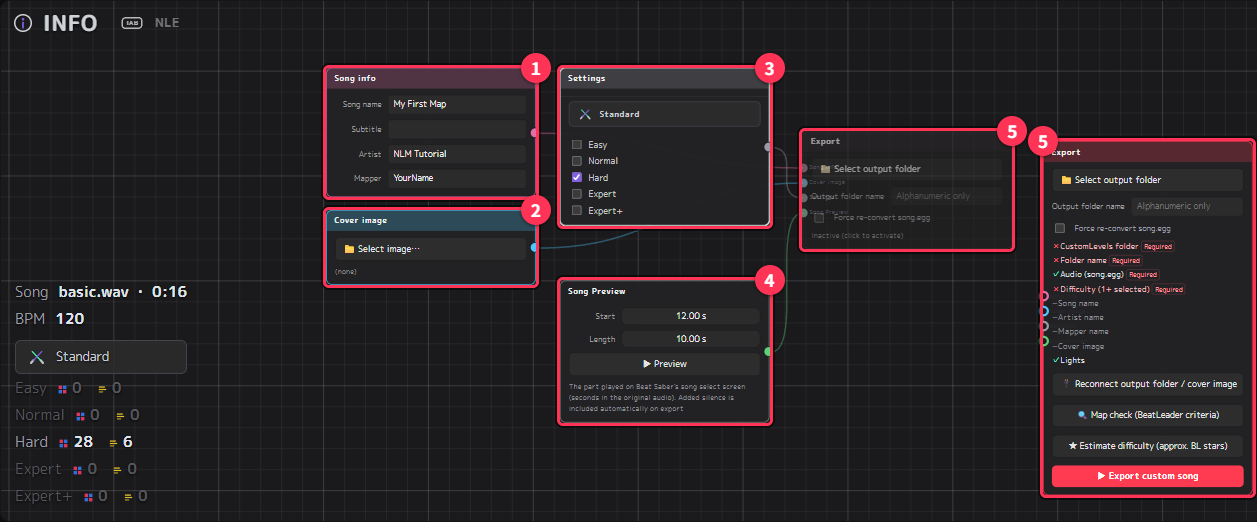 INFO
LAB
NLE
1
Song info
Song name My First Map
Subtitle
Artist NLM Tutorial
Mapper YourName
2
Cover image
Select image···
(none)
3
Settings
Standard
Easy
Normal
Hard
Expert
Expert+
4
Song Preview
Start 12.00 s
Length 10.00 s
▶ Preview
The part played on Beat Saber's song select screen
(seconds in the original audio). Added silence is
included automatically on export
5
Export
Select output folder
Cover image
Output folder name Alphanumeric only
Song Preview
Force re-convert song.egg
Inactive (click to activate)
5
Export
Select output folder
Output folder name Alphanumeric only
Force re-convert song.egg
×CustomLevels folder Required
×Folder name Required
✓Audio (song.egg) Required
×Difficulty (1+ selected) Required
–Song name
–Artist name
–Mapper name
–Cover image
✓Lights
Reconnect output folder / cover image
Map check (BeatLeader criteria)
★ Estimate difficulty (approx. BL stars)
▶ Export custom song
Song basic.wav · 0:16
BPM 120
Standard
Easy 0 0
Normal 0 0
Hard 28 6
Expert 0 0
Expert+ 0 0